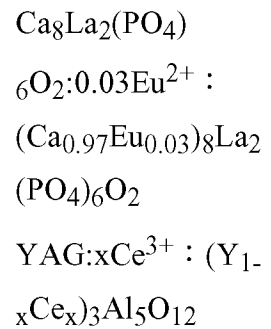 Ca₈La₂(PO₄)
₆O₂:0.03Eu²⁺：
(Ca₀.₉₇Eu₀.₀₃)₈La₂
(PO₄)₆O₂
YAG:xCe³⁺：(Y₁₋
ₓCeₓ)₃Al₅O₁₂